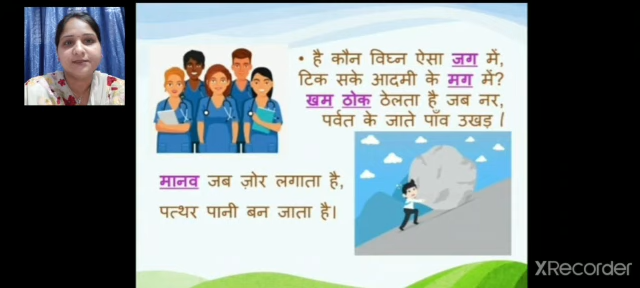 • है कौन विघ्न ऐसा जग में,
टिक सके आदमी के मग में?
खम ठोक ठेलता है जब नर,
पर्वत के जाते पाँव उखड़।
मानव जब ज़ोर लगाता है,
पत्थर पानी बन जाता है।
XRecorder